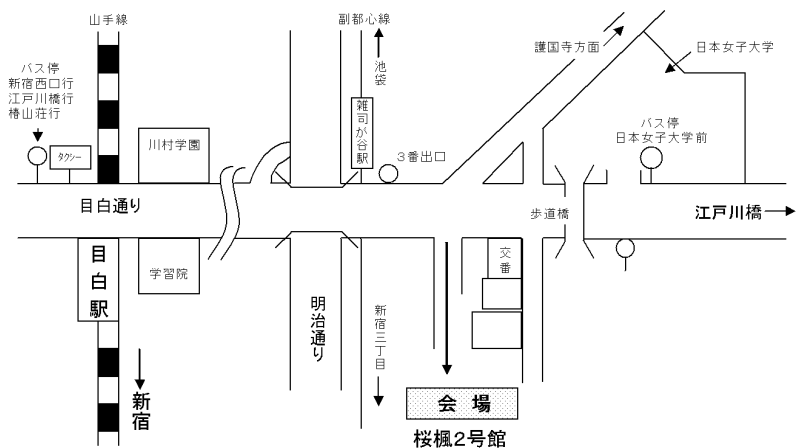 山手線
副都心線
バス停
新宿西口行
江戸川橋行
椿山荘行
タクシー
川村学園
池袋
雑司が谷駅
3番出口
護国寺方面
日本女子大学
バス停
日本女子大学前
目白通り
歩道橋
江戸川橋
目白駅
学習院
交番
明治通り
新宿三丁目
新宿
会場
桜楓2号館